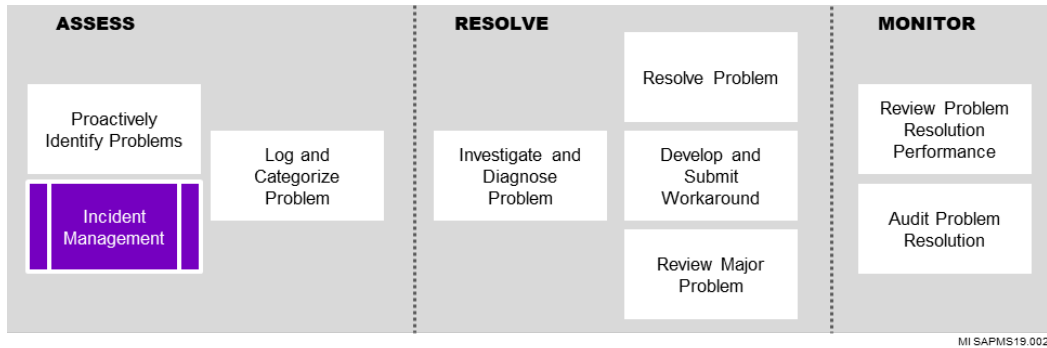 ASSESS
RESOLVE
MONITOR
Proactively
Identify Problems
Incident
Management
Log and
Categorize
Problem
Investigate and
Diagnose
Problem
Resolve Problem
Develop and
Submit
Workaround
Review Major
Problem
Review Problem
Resolution
Performance
Audit Problem
Resolution
MI SAPMS19.002